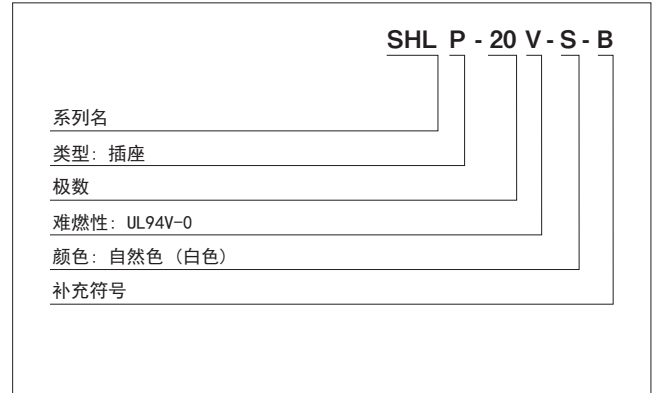 SHL P - 20 V - S - B
系列名
类型: 插座
极数
难燃性: UL94V-0
颜色: 自然色 (白色)
补充符号